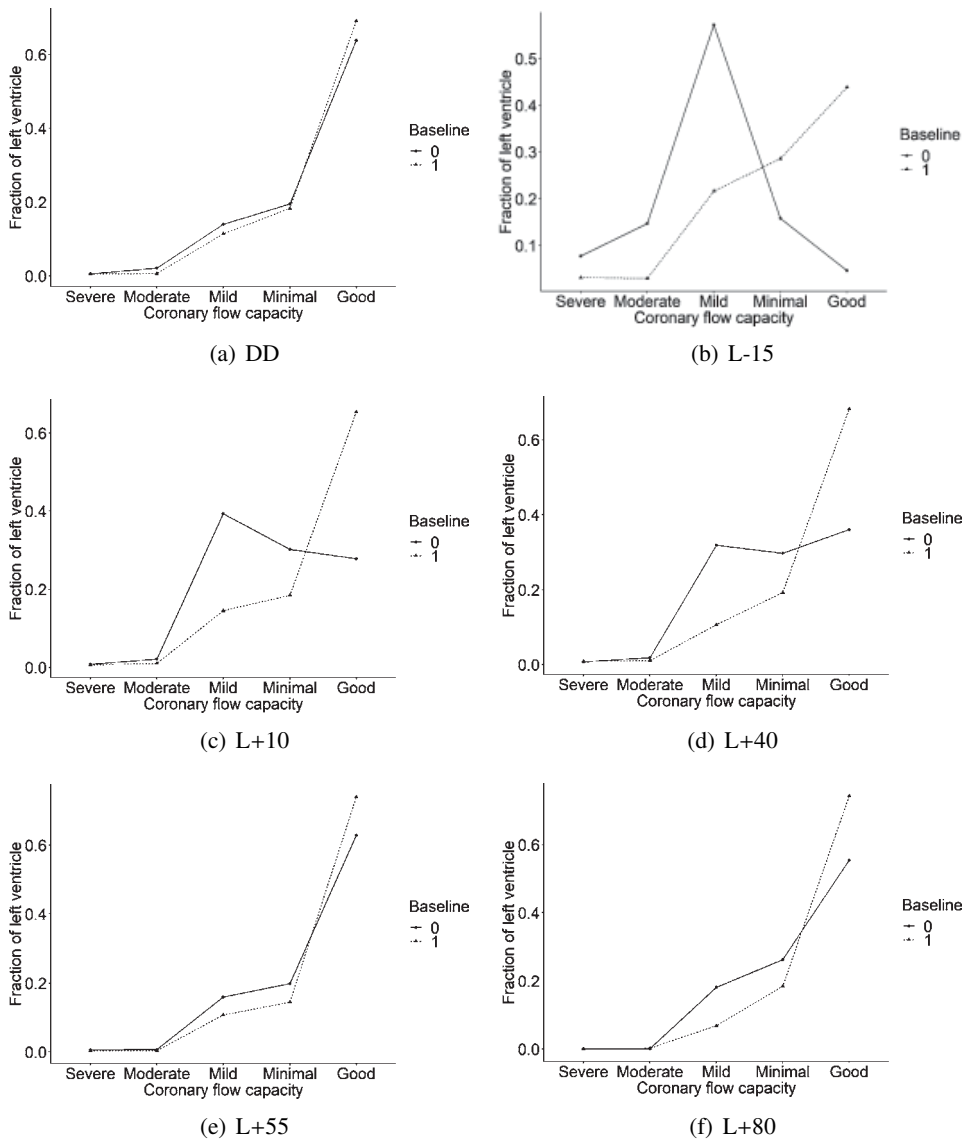 Fraction of left ventricle
0.6
0.4
0.2
0.0
Severe Moderate Mild Minimal Good
Coronary flow capacity
Baseline
0
1
(a) DD
Fraction of left ventricle
0.5
0.4
0.3
0.2
0.1
Severe Moderate Mild Minimal Good
Coronary flow capacity
Baseline
0
1
(b) L-15
Fraction of left ventricle
0.6
0.4
0.2
0.0
Severe Moderate Mild Minimal Good
Coronary flow capacity
Baseline
0
1
(c) L+10
Fraction of left ventricle
0.6
0.4
0.2
0.0
Severe Moderate Mild Minimal Good
Coronary flow capacity
Baseline
0
1
(d) L+40
Fraction of left ventricle
0.6
0.4
0.2
0.0
Severe Moderate Mild Minimal Good
Coronary flow capacity
Baseline
0
1
(e) L+55
Fraction of left ventricle
0.6
0.4
0.2
0.0
Severe Moderate Mild Minimal Good
Coronary flow capacity
Baseline
0
1
(f) L+80